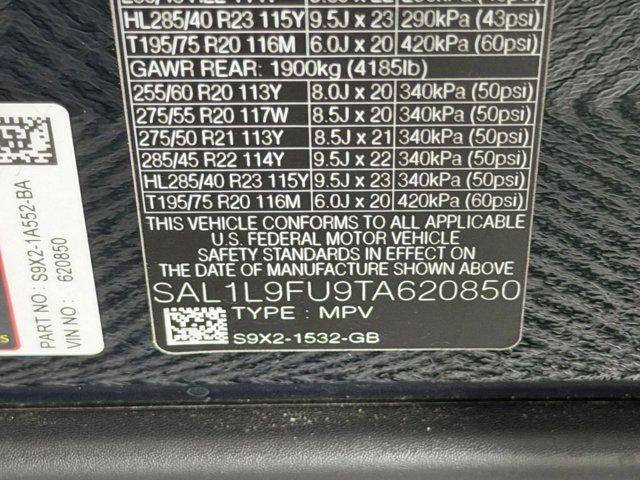 HL285/40 R23 115Y 9.5J x 23 290kPa (43psi)
T195/75 R20 116M 6.0J x 20 420kPa (60psi)
GAWR REAR: 1900kg (4185lb)
255/60 R20 113Y 8.0J x 20 340kPa (50psi)
275/55 R20 117W 8.5J x 20 340kPa (50psi)
275/50 R21 113Y 8.5J x 21 340kPa (50psi)
285/45 R22 114Y 9.5J x 22 340kPa (50psi)
HL285/40 R23 115Y 9.5J x 23 340kPa (50psi)
T195/75 R20 116M 6.0J x 20 420kPa (60psi)
THIS VEHICLE CONFORMS TO ALL APPLICABLE
U.S. FEDERAL MOTOR VEHICLE
SAFETY STANDARDS IN EFFECT ON
THE DATE OF MANUFACTURE SHOWN ABOVE
SAL1L9FU9TA620850
TYPE : MPV
S9X2-1532-GB
PART NO : S9X2-1A552-BA
VIN NO : 620850